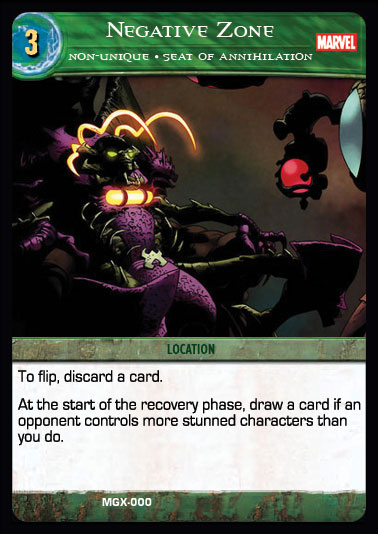 3
Negative Zone
MARVEL
Non-Unique • Seat of Annihilation
LOCATION
To flip, discard a card.
At the start of the recovery phase, draw a card if an
opponent controls more stunned characters than
you do.
MGX-000